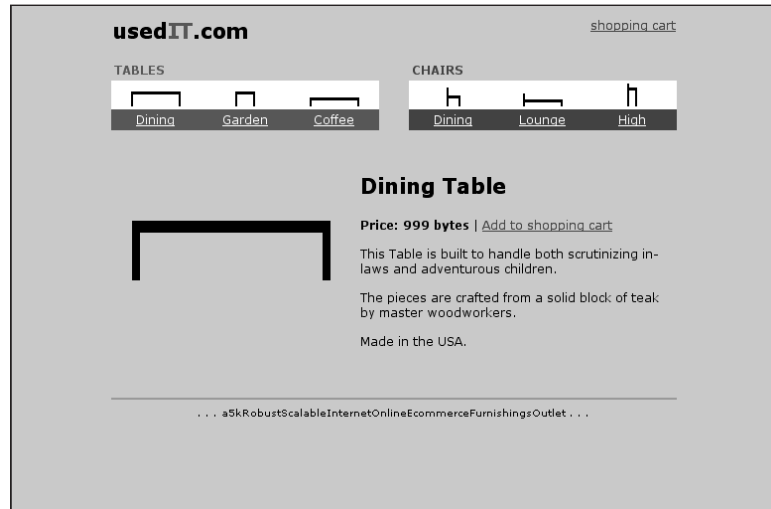 usedIT.com
shopping cart
TABLES
CHAIRS
Dining Garden Coffee
Dining Lounge High
Dining Table
Price: 999 bytes | Add to shopping cart
This Table is built to handle both scrutinizing in-
laws and adventurous children.
The pieces are crafted from a solid block of teak
by master woodworkers.
Made in the USA.
. . . a5kRobustScalableInternetOnlineEcommerceFurnishingsOutlet . . .